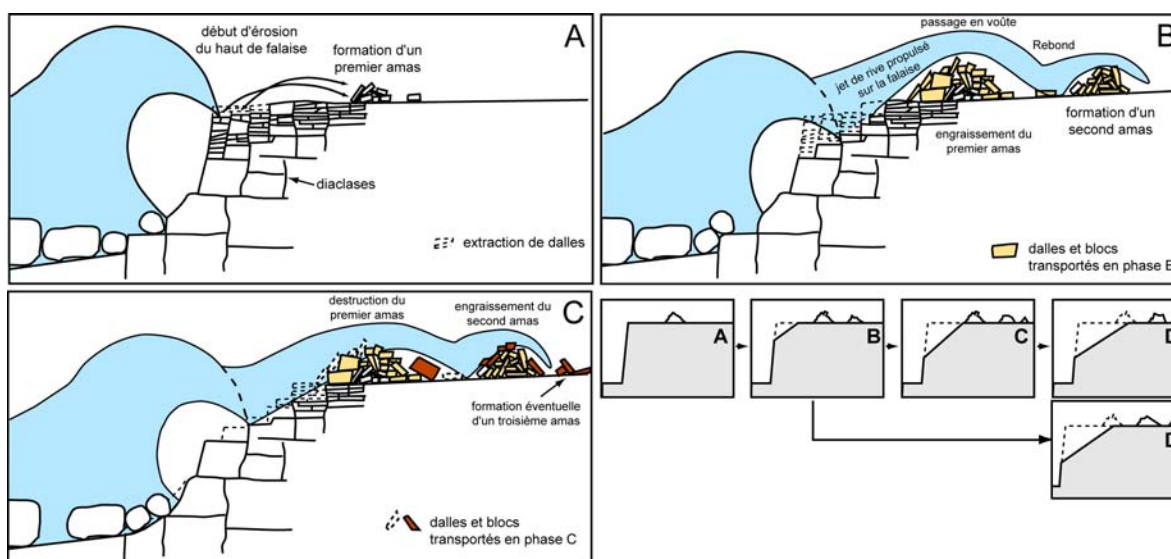 début d'érosion
du haut de falaise
formation d'un
premier amas
A
diaclases
extraction de dalles
passage en voûte
B
Rebond
jet de rive propulsé
sur la falaise
formation d'un
second amas
engraissement du
premier amas
dalles et blocs
transportés en phase B
destruction du
premier amas
engraissement du
second amas
C
formation éventuelle
d'un troisième amas
dalles et blocs
transportés en phase C
A
B
C